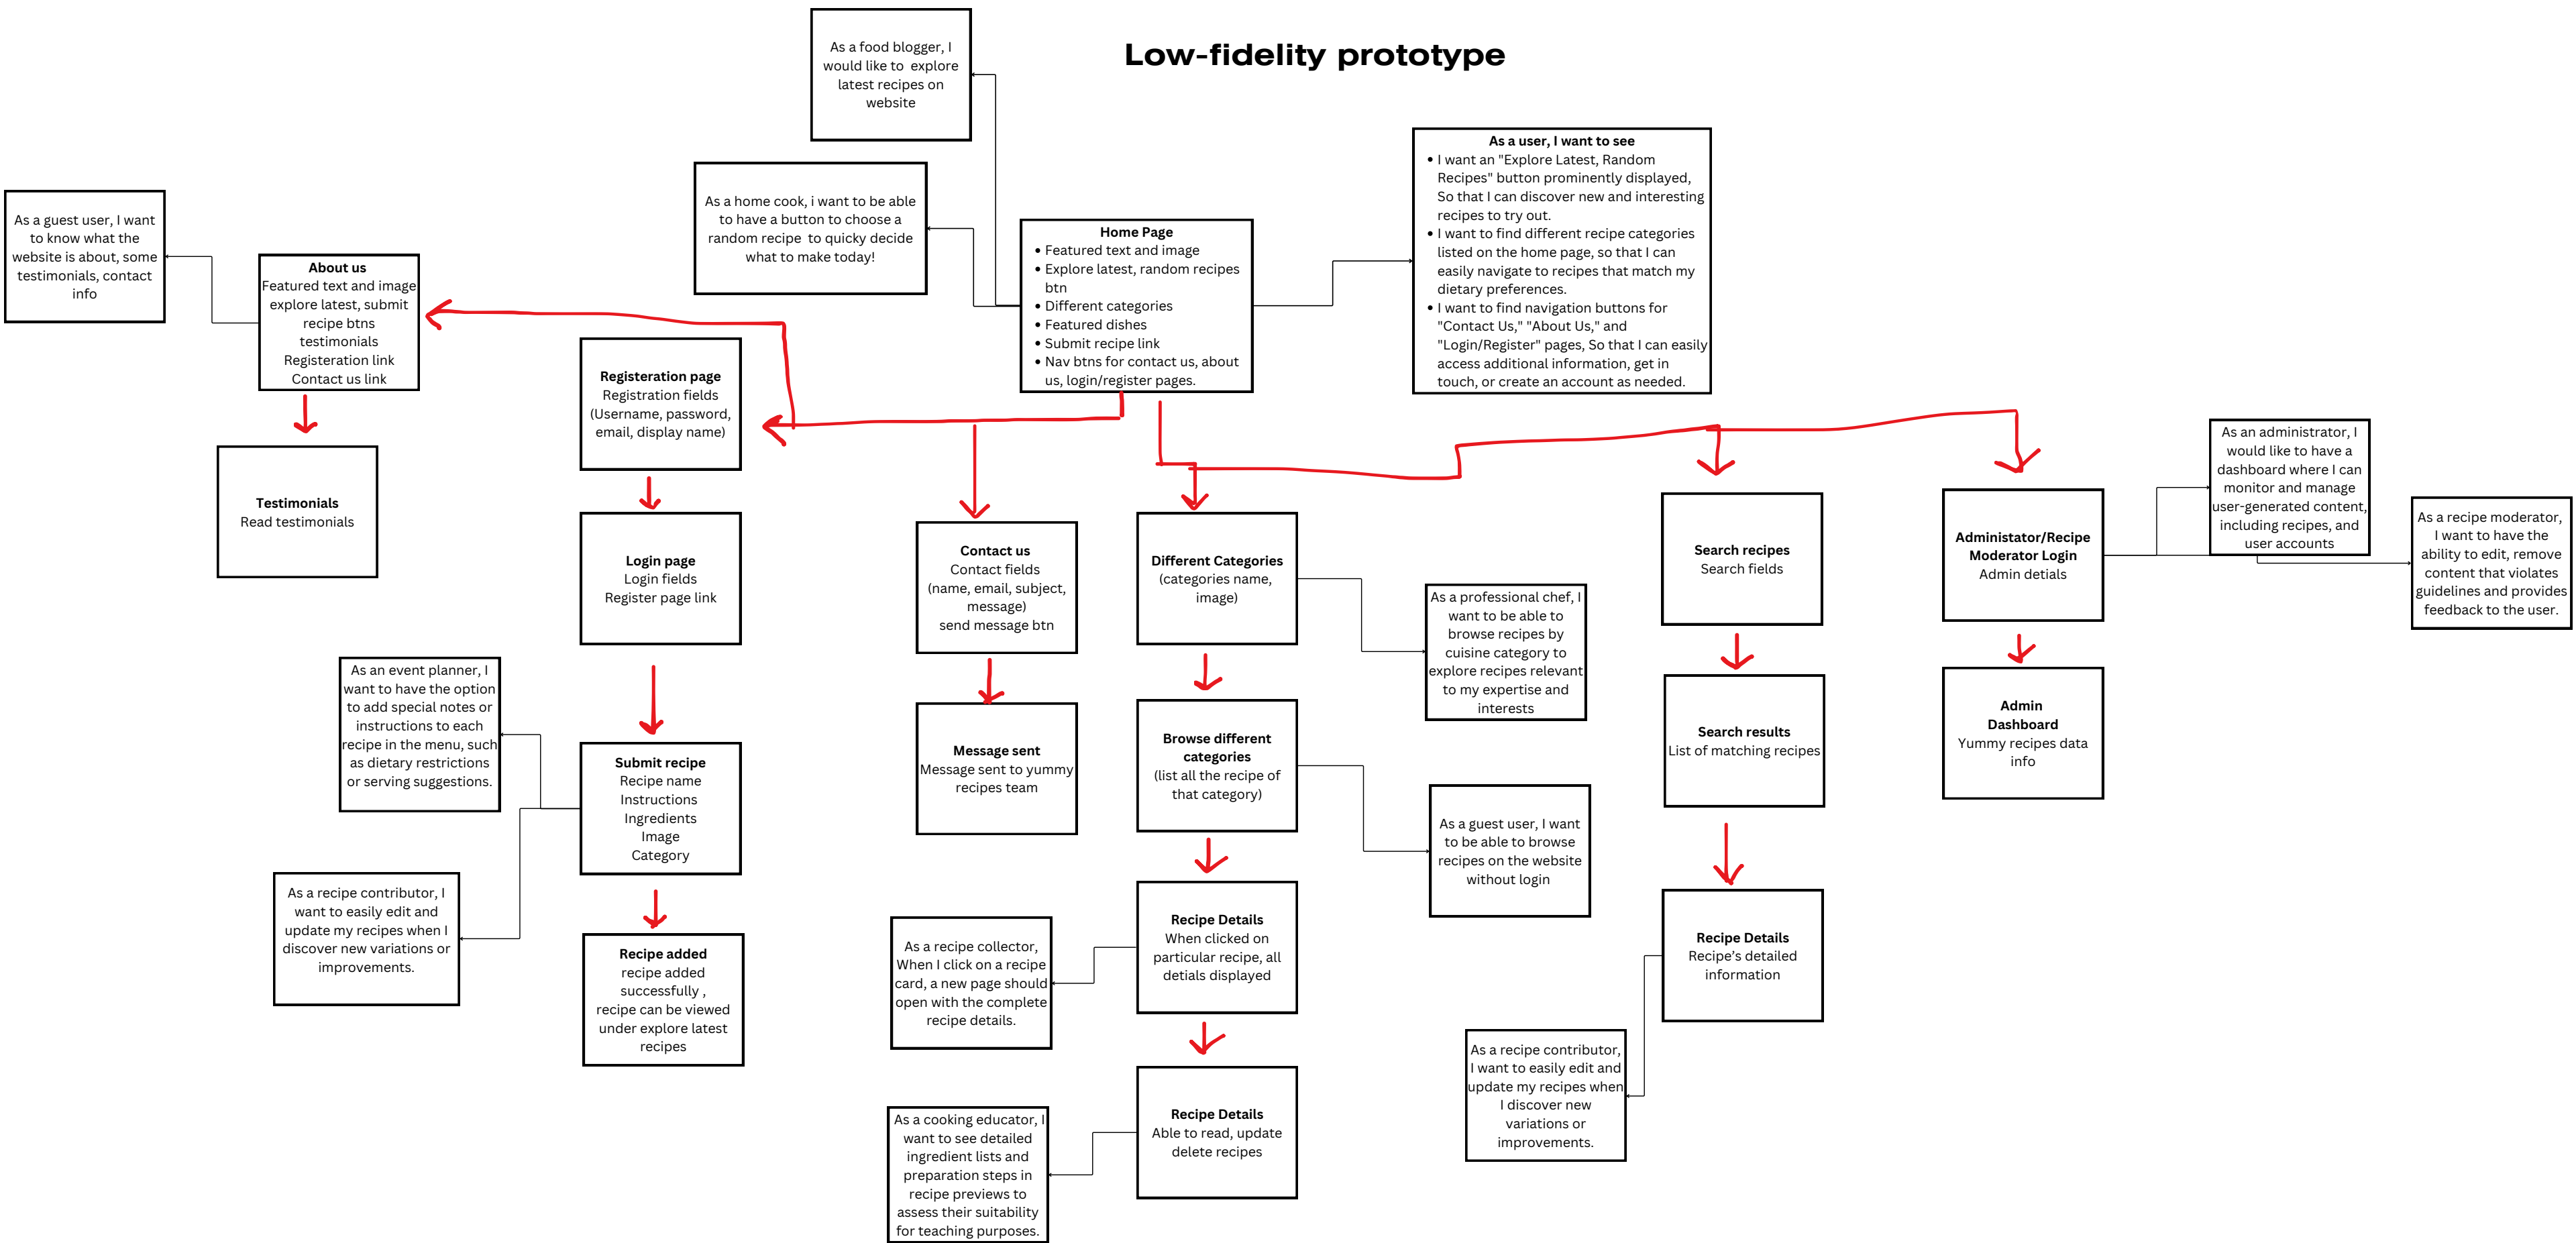 Low-fidelity prototype
As a food blogger, I
would like to explore
latest recipes on
website
As a home cook, i want to be able
to have a button to choose a
random recipe to quicky decide
what to make today!
Home Page
• Featured text and image
• Explore latest, random recipes
btn
• Different categories
• Featured dishes
• Submit recipe link
• Nav btns for contact us, about
us, login/register pages.
As a user, I want to see
• I want an "Explore Latest, Random
Recipes" button prominently displayed,
So that I can discover new and interesting
recipes to try out.
• I want to find different recipe categories
listed on the home page, so that I can
easily navigate to recipes that match my
dietary preferences.
• I want to find navigation buttons for
"Contact Us," "About Us," and
"Login/Register" pages, So that I can easily
access additional information, get in
touch, or create an account as needed.
As a guest user, I want
to know what the
website is about, some
testimonials, contact
info
About us
Featured text and image
explore latest, submit
recipe btns
testimonials
Registeration link
Contact us link
Testimonials
Read testimonials
Registeration page
Registration fields
(Username, password,
email, display name)
Login page
Login fields
Register page link
As an event planner, I
want to have the option
to add special notes or
instructions to each
recipe in the menu, such
as dietary restrictions
or serving suggestions.
Submit recipe
Recipe name
Instructions
Ingredients
Image
Category
As a recipe contributor, I
want to easily edit and
update my recipes when I
discover new variations or
improvements.
Recipe added
recipe added
successfully ,
recipe can be viewed
under explore latest
recipes
Contact us
Contact fields
(name, email, subject,
message)
send message btn
Message sent
Message sent to yummy
recipes team
Different Categories
(categories name,
image)
As a professional chef, I
want to be able to
browse recipes by
cuisine category to
explore recipes relevant
to my expertise and
interests
Browse different
categories
(list all the recipe of
that category)
As a guest user, I want
to be able to browse
recipes on the website
without login
Recipe Details
When clicked on
particular recipe, all
detials displayed
As a recipe collector,
When I click on a recipe
card, a new page should
open with the complete
recipe details.
Recipe Details
Able to read, update
delete recipes
As a cooking educator, I
want to see detailed
ingredient lists and
preparation steps in
recipe previews to
assess their suitability
for teaching purposes.
Search recipes
Search fields
Search results
List of matching recipes
Recipe Details
Recipe's detailed
information
As a recipe contributor,
I want to easily edit and
update my recipes when
I discover new
variations or
improvements.
Administator/Recipe
Moderator Login
Admin detials
As an administrator, I
would like to have a
dashboard where I can
monitor and manage
user-generated content,
including recipes, and
user accounts
As a recipe moderator,
I want to have the
ability to edit, remove
content that violates
guidelines and provides
feedback to the user.
Admin
Dashboard
Yummy recipes data
info